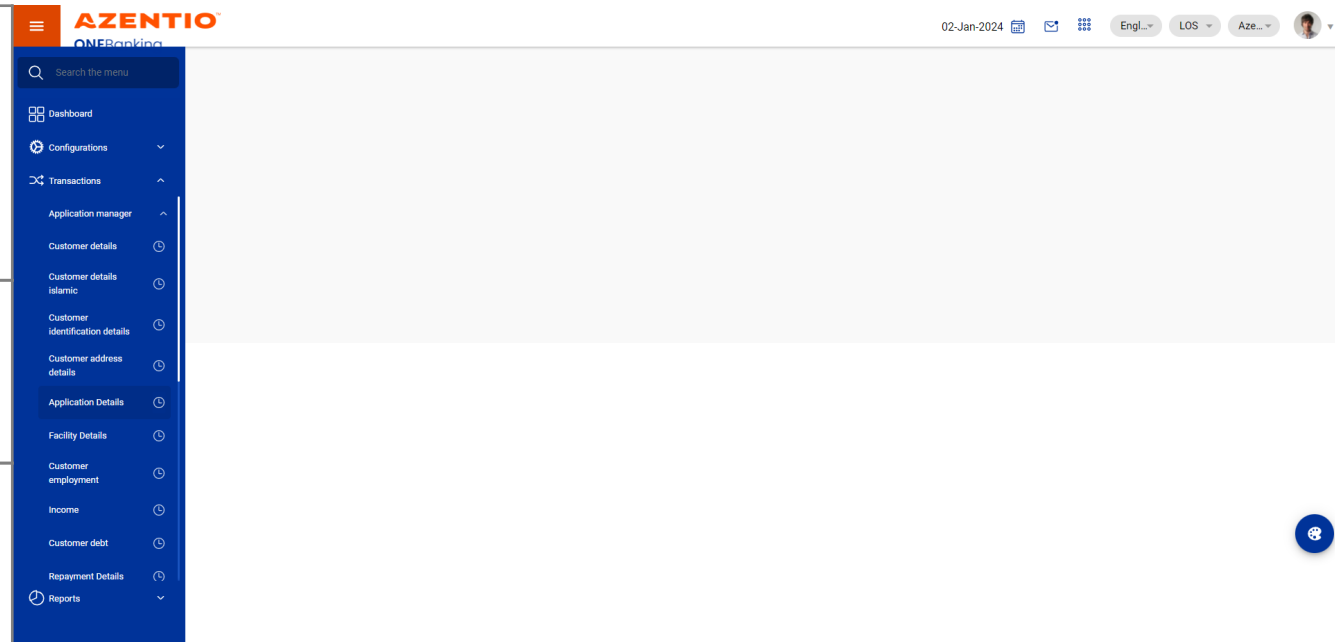 AZENTIO
ONEBanking
02-Jan-2024
Engl...
LOS
Aze...
Search the menu
Dashboard
Configurations
Transactions
Application manager
Customer details
Customer details
islamic
Customer
identification details
Customer address
details
Application Details
Facility Details
Customer
employment
Income
Customer debt
Repayment Details
Reports